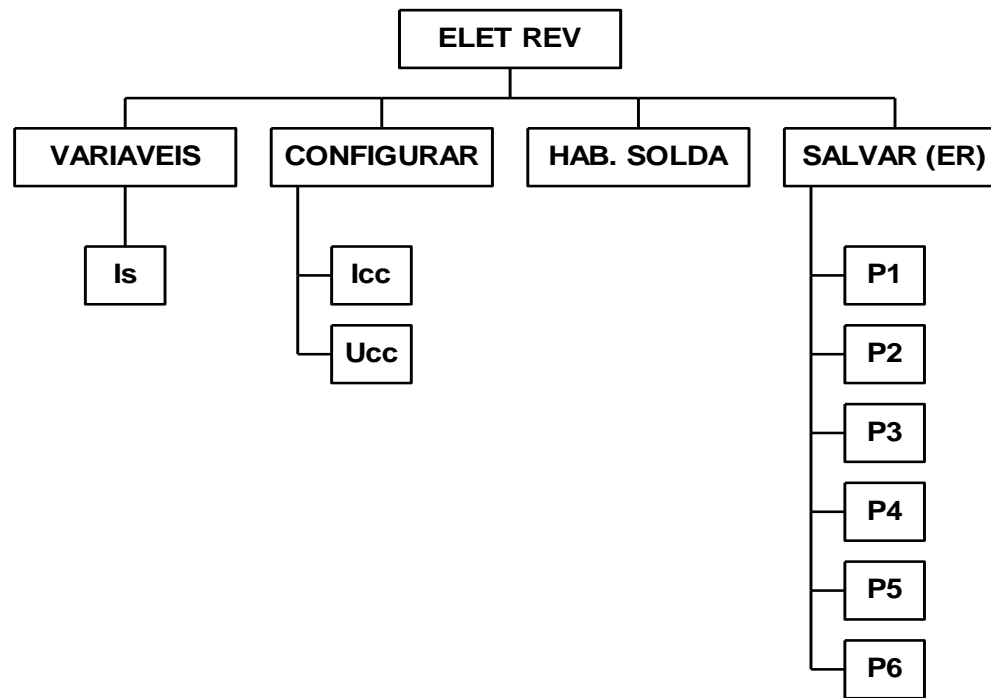 ELET REV
VARIAVEIS
CONFIGURAR
HAB. SOLDA
SALVAR (ER)
Is
Icc
P1
Ucc
P2
P3
P4
P5
P6